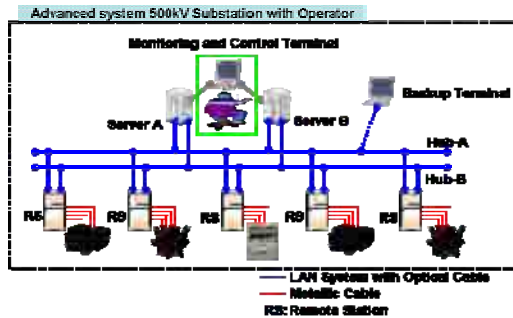 Advanced system 500kV Substation with Operator
Monitoring and Control Terminal
Backup Terminal
Server A
Server B
Hub-A
Hub-B
RS
RS
RS
RS
RS
LAN System with Optical Cable
Metallic Cable
RS: Remote Station